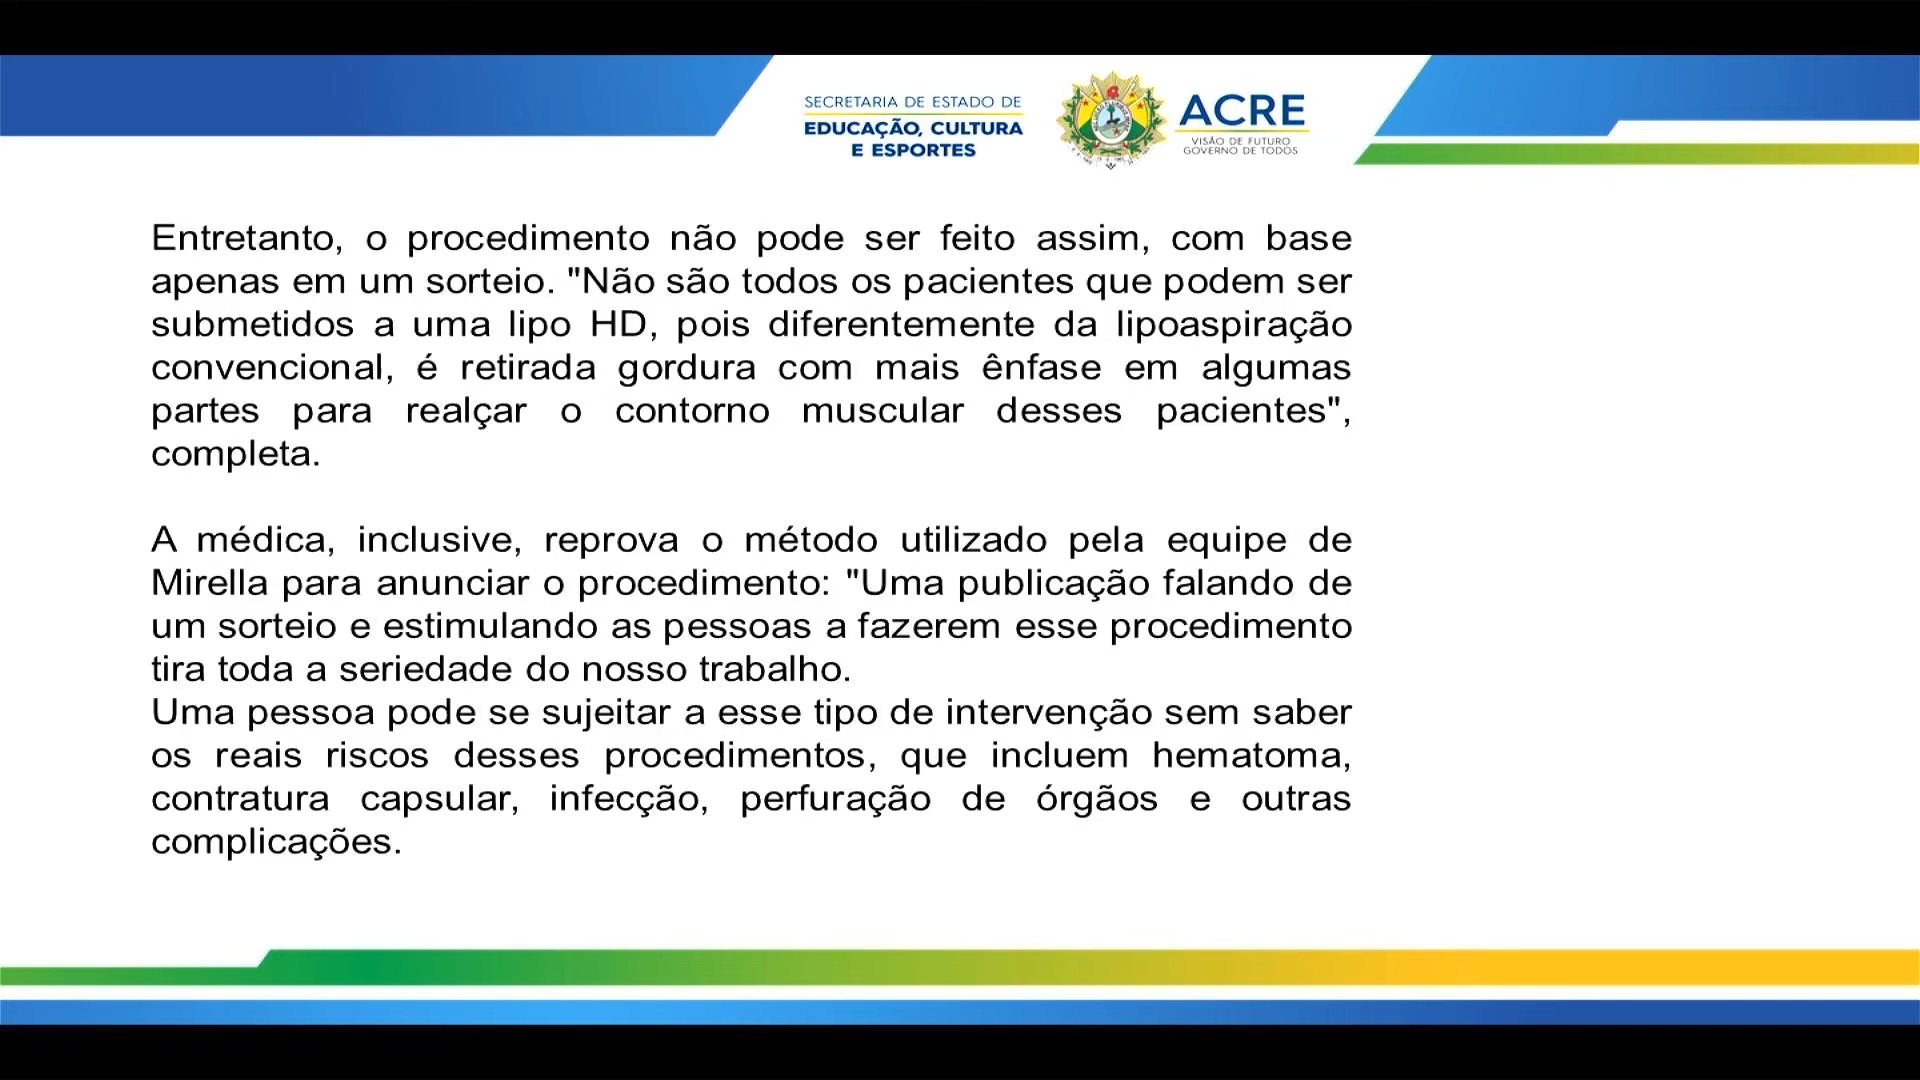 SECRETARIA DE ESTADO DE
EDUCAÇÃO, CULTURA
E ESPORTES
ACRE
VISÃO DE FUTURO
GOVERNO DE TODOS
Entretanto, o procedimento não pode ser feito assim, com base
apenas em um sorteio. "Não são todos os pacientes que podem ser
submetidos a uma lipo HD, pois diferentemente da lipoaspiração
convencional, é retirada gordura com mais ênfase em algumas
partes para realçar o contorno muscular desses pacientes",
completa.
A médica, inclusive, reprova o método utilizado pela equipe de
Mirella para anunciar o procedimento: "Uma publicação falando de
um sorteio e estimulando as pessoas a fazerem esse procedimento
tira toda a seriedade do nosso trabalho.
Uma pessoa pode se sujeitar a esse tipo de intervenção sem saber
os reais riscos desses procedimentos, que incluem hematoma,
contratura capsular, infecção, perfuração de órgãos e outras
complicações.